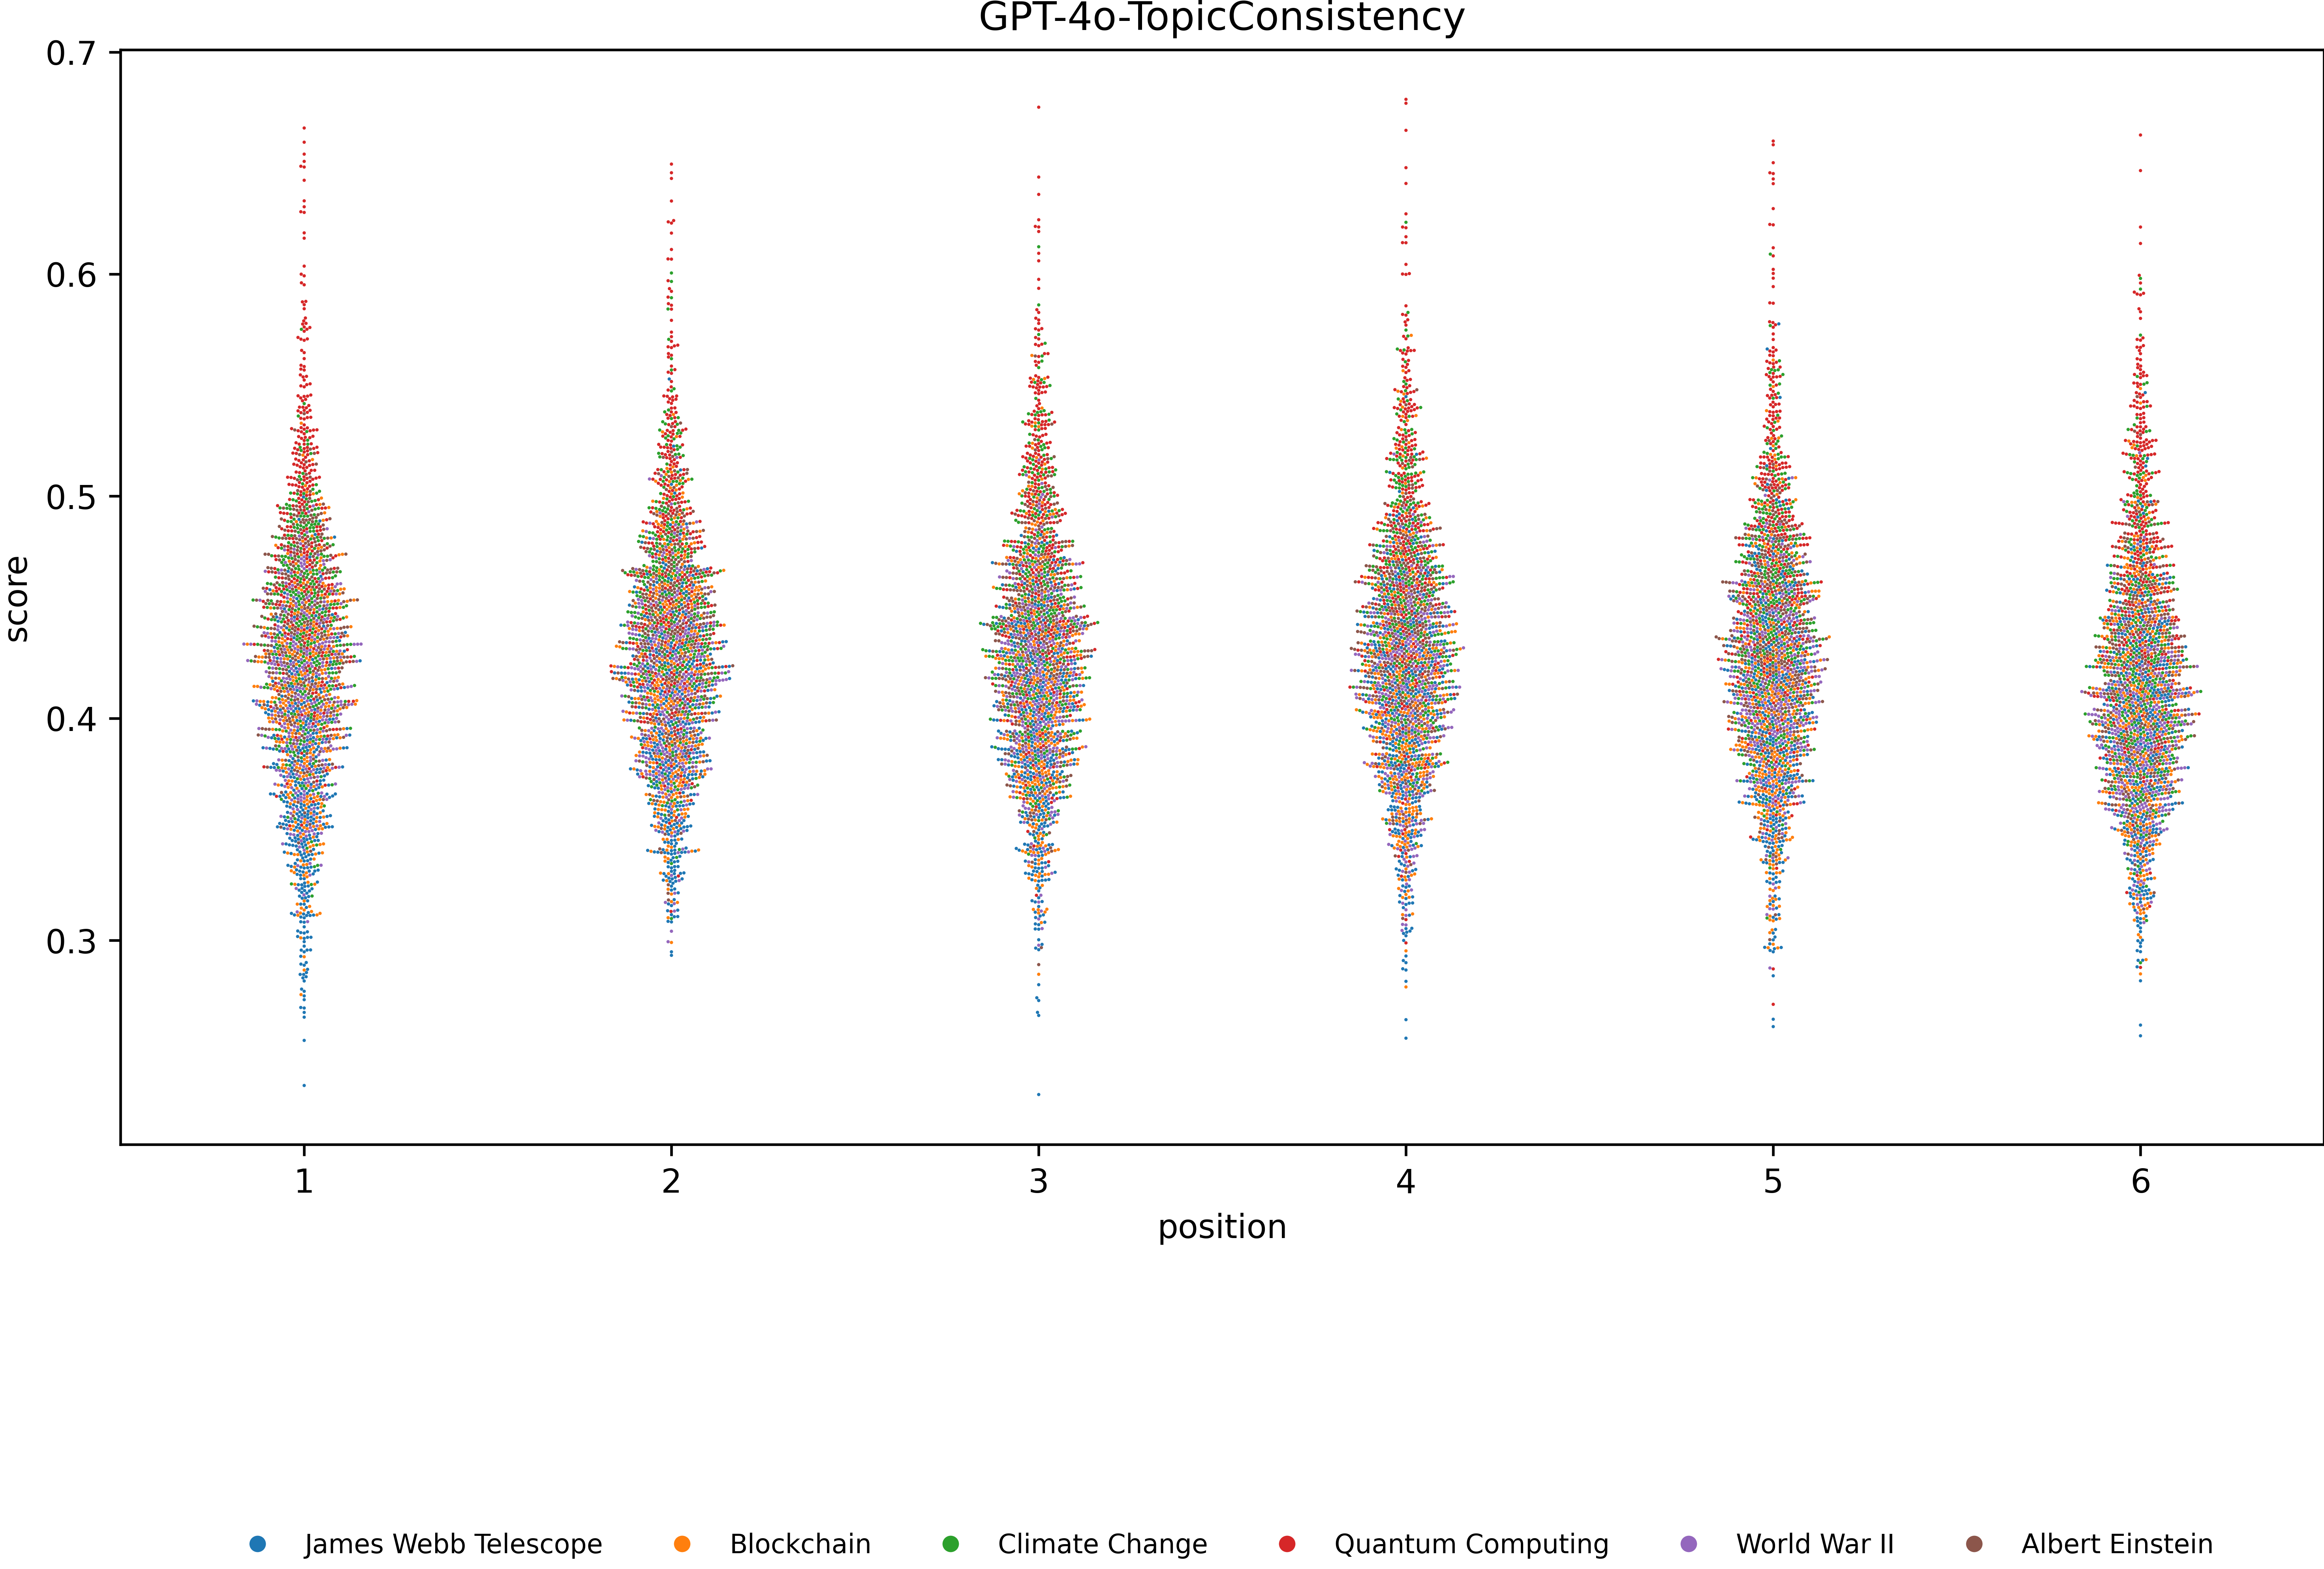 GPT-4o-TopicConsistency
0.7
0.6
0.5
0.4
0.3
score
1 2 3 4 5 6
position
James Webb Telescope Blockchain Climate Change Quantum Computing World War II Albert Einstein